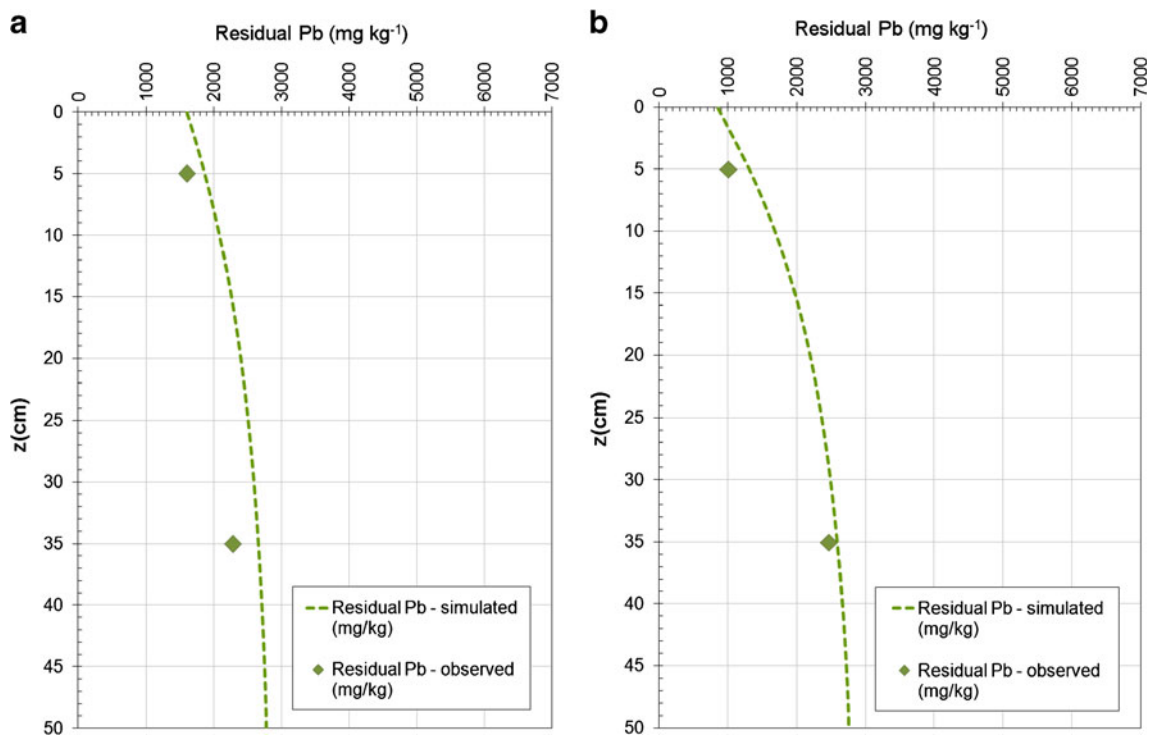 a
Residual Pb (mg kg-1)
0 1000 2000 3000 4000 5000 6000 7000
0
5
10
15
20
25
30
35
40
45
50
z(cm)
Residual Pb - simulated
(mg/kg)
Residual Pb - observed
(mg/kg)
b
Residual Pb (mg kg-1)
0 1000 2000 3000 4000 5000 6000 7000
0
5
10
15
20
25
30
35
40
45
50
z(cm)
Residual Pb - simulated
(mg/kg)
Residual Pb - observed
(mg/kg)